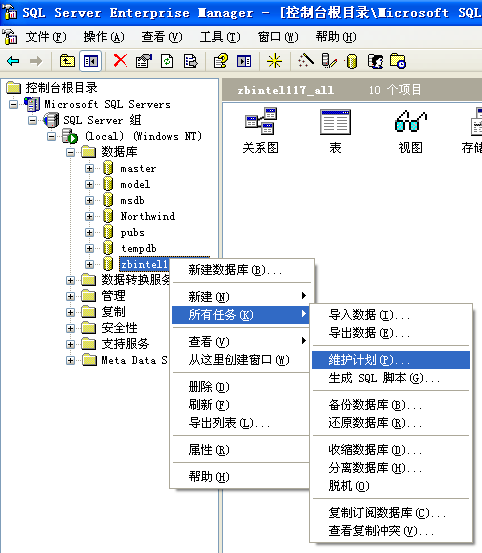 SQL Server Enterprise Manager - [控制台根目录\Microsoft SQL
文件(F) 操作(A) 查看(V) 工具(T) 窗口(W) 帮助(H)
控制台根目录
Microsoft SQL Servers
SQL Server 组
(local) (Windows NT)
数据库
master
model
msdb
Northwind
pubs
tempdb
zbintel1
数据转换服务
管理
复制
安全性
支持服务
Meta Data S
zbintel117_all 10 个项目
关系图
表
视图
存储
新建数据库(B)...
新建(N)
所有任务(K)
查看(V)
从这里创建窗口(W)
删除(D)
刷新(F)
导出列表(L)...
属性(R)
帮助(H)
导入数据(I)...
导出数据(E)...
维护计划(P)...
生成 SQL 脚本(G)...
备份数据库(B)...
还原数据库(R)...
收缩数据库(D)...
分离数据库(H)...
脱机(O)
复制订阅数据库(C)...
查看复制冲突(V)...